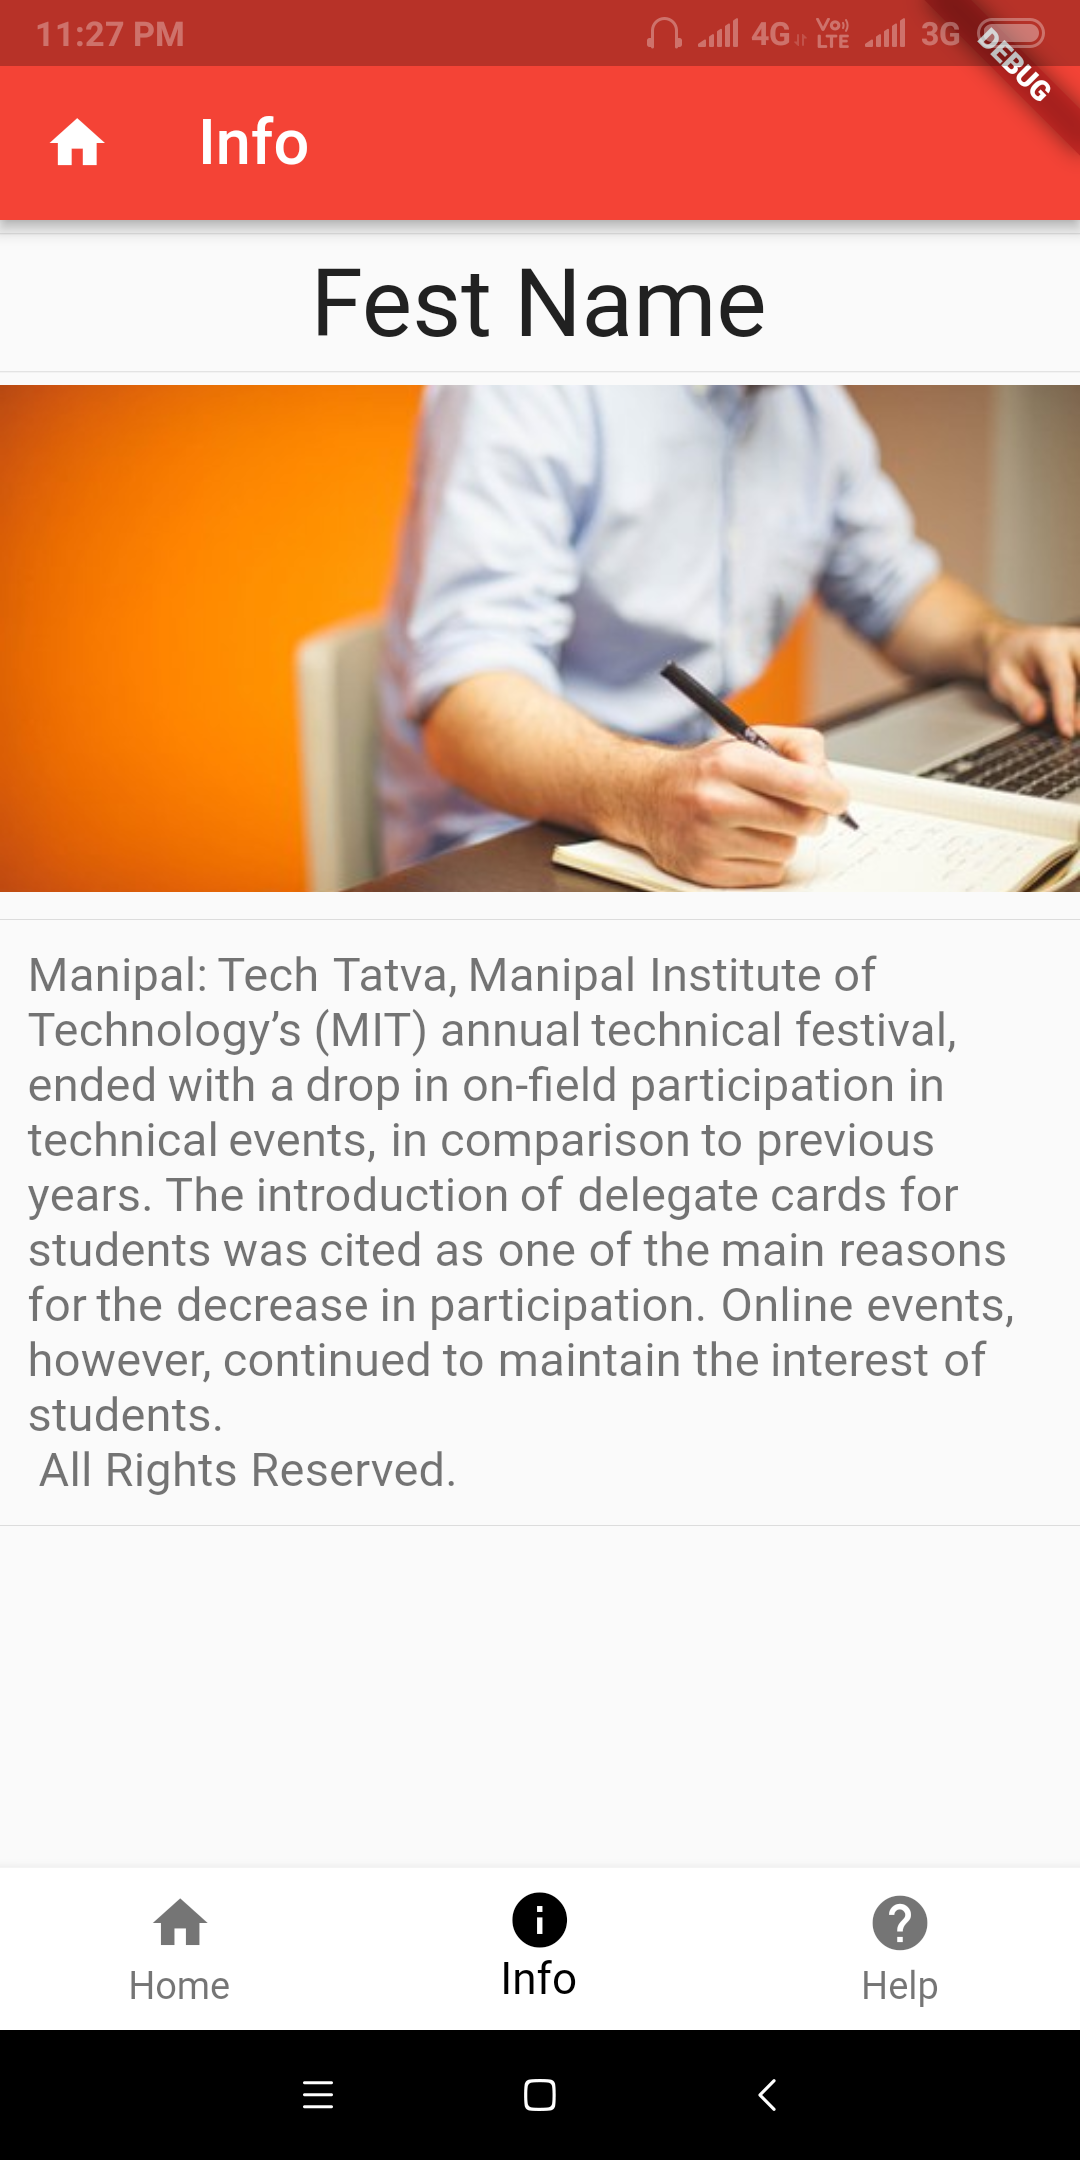 11:27 PM 4G Vo)) LTE 3G
DEBUG
Info
Fest Name
Manipal: Tech Tatva, Manipal Institute of
Technology’s (MIT) annual technical festival,
ended with a drop in on-field participation in
technical events, in comparison to previous
years. The introduction of delegate cards for
students was cited as one of the main reasons
for the decrease in participation. Online events,
however, continued to maintain the interest of
students.
All Rights Reserved.
Home Info Help